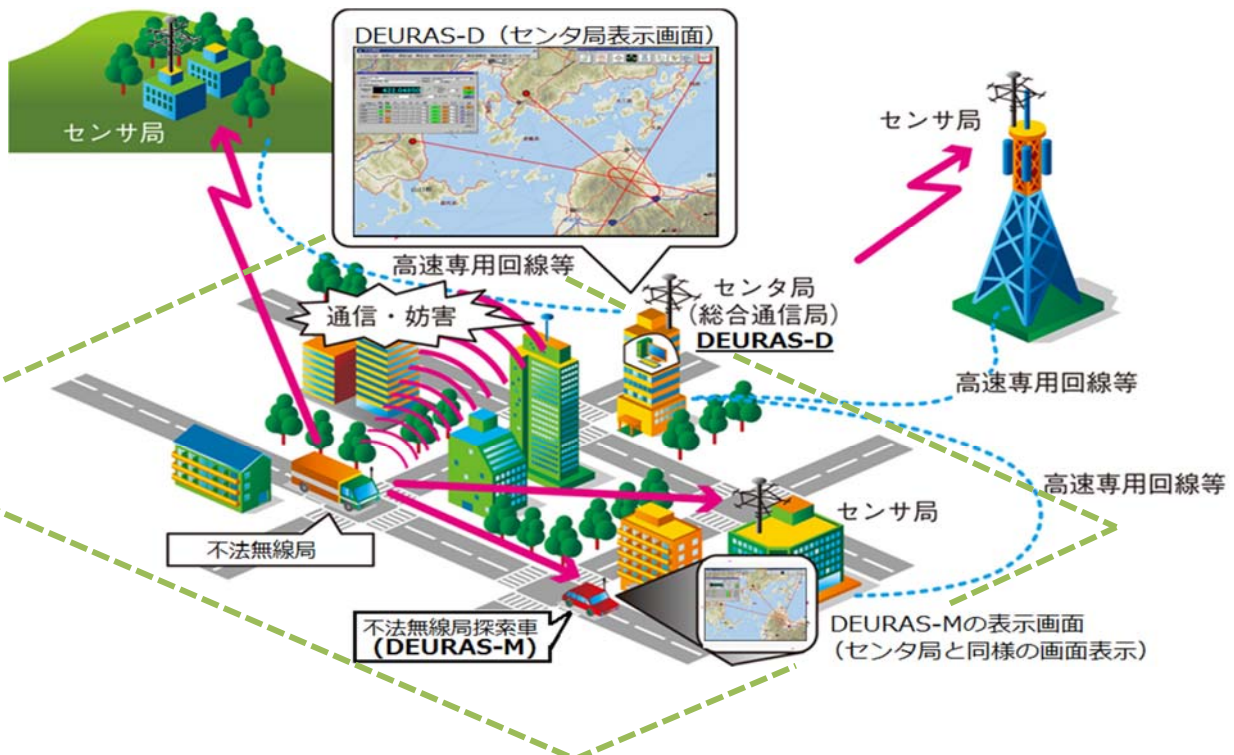 DEURAS-D（センタ局表示画面）
センサ局
センサ局
高速専用回線等
通信・妨害
センタ局
（総合通信局）
DEURAS-D
高速専用回線等
高速専用回線等
センサ局
不法無線局
不法無線局探索車
（DEURAS-M）
DEURAS-Mの表示画面
（センタ局と同様の画面表示）